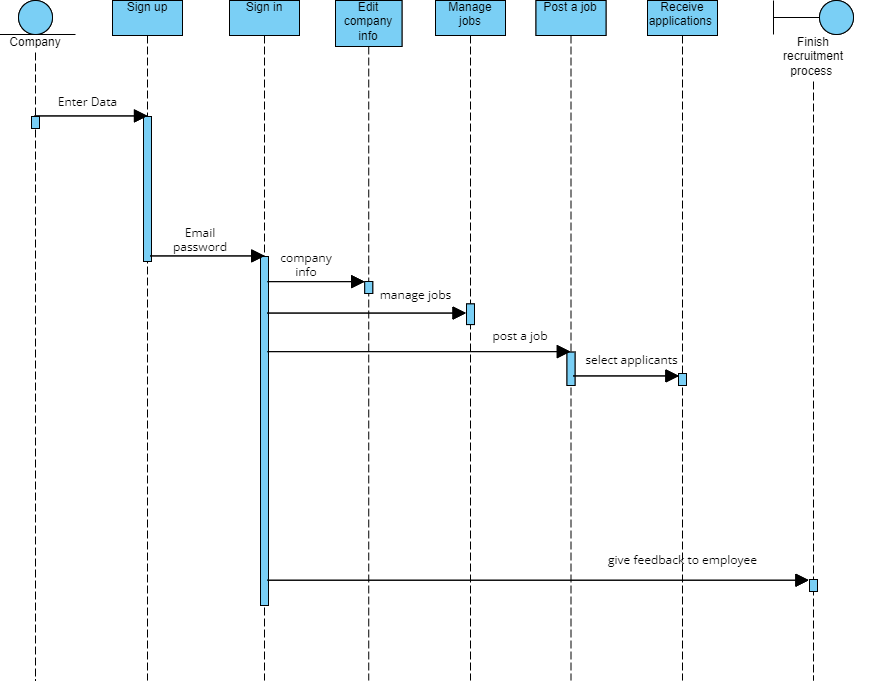 Company
Sign up
Sign in
Edit
company
info
Manage
jobs
Post a job
Receive
applications
Finish
recruitment
process
Enter Data
Email
password
company
info
manage jobs
post a job
select applicants
give feedback to employee